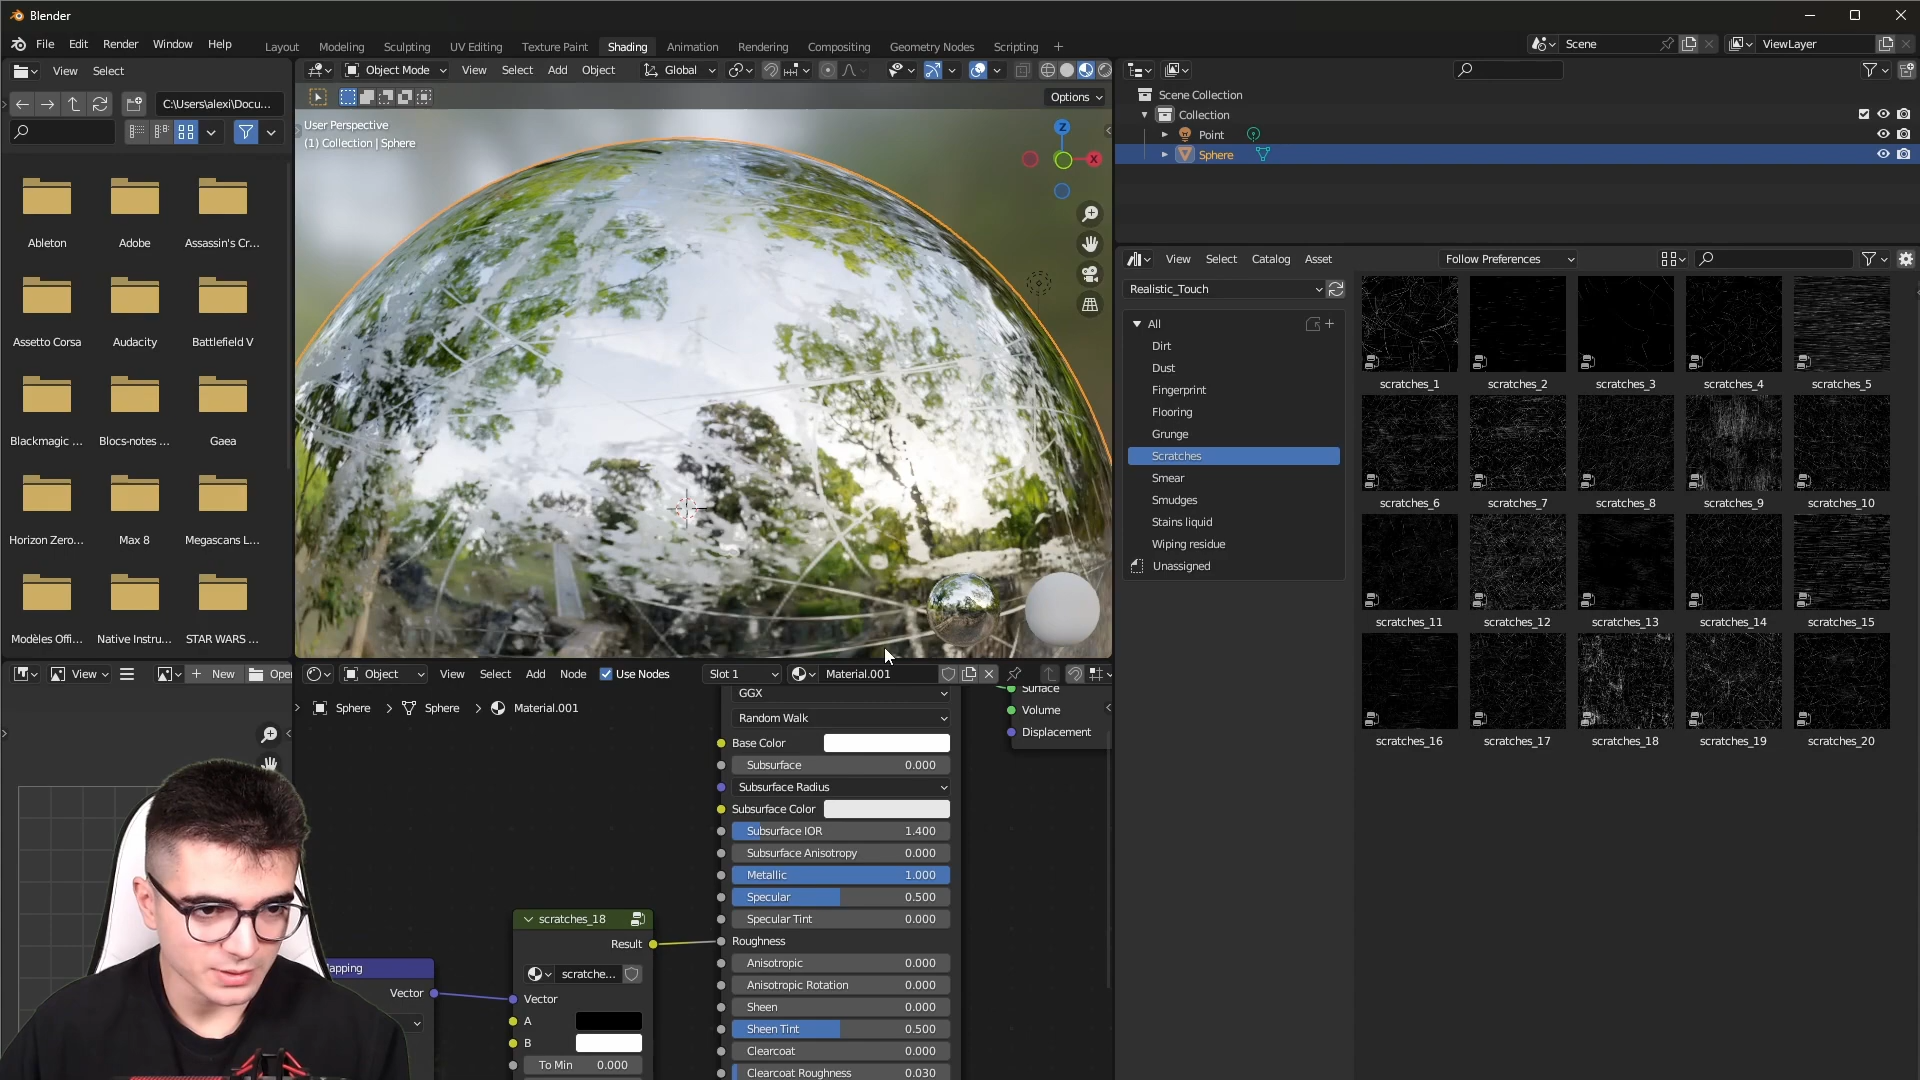 Blender
File Edit Render Window Help
Layout Modeling Sculpting UV Editing Texture Paint Shading Animation Rendering Compositing Geometry Nodes Scripting +
Scene
ViewLayer
View Select
C:\Users\alexi\Docu...
Ableton Adobe Assassin's Cr...
Assetto Corsa Audacity Battlefield V
Blackmagic ... Blocs-notes ... Gaea
Horizon Zero... Max 8 Megascans L...
Modèles Offi... Native Instru... STAR WARS ...
Object Mode View Select Add Object Global
Options
User Perspective
(1) Collection | Sphere
Z
X
Scene Collection
Collection
Point
Sphere
View Select Catalog Asset Follow Preferences
Realistic_Touch
All
Dirt
Dust
Fingerprint
Flooring
Grunge
Scratches
Smear
Smudges
Stains liquid
Wiping residue
Unassigned
scratches_1 scratches_2 scratches_3 scratches_4 scratches_5
scratches_6 scratches_7 scratches_8 scratches_9 scratches_10
scratches_11 scratches_12 scratches_13 scratches_14 scratches_15
scratches_16 scratches_17 scratches_18 scratches_19 scratches_20
View + New Open
Object View Select Add Node Use Nodes Slot 1 Material.001
Sphere > Sphere > Material.001
GGX
Random Walk
Base Color
Subsurface 0.000
Subsurface Radius
Subsurface Color
Subsurface IOR 1.400
Subsurface Anisotropy 0.000
Metallic 1.000
Specular 0.500
Specular Tint 0.000
Roughness
Anisotropic 0.000
Anisotropic Rotation 0.000
Sheen 0.000
Sheen Tint 0.500
Clearcoat 0.000
Clearcoat Roughness 0.030
Surface
Volume
Displacement
scratches_18
Result
scratche...
Vector
A
B
To Min 0.000
apping
Vector